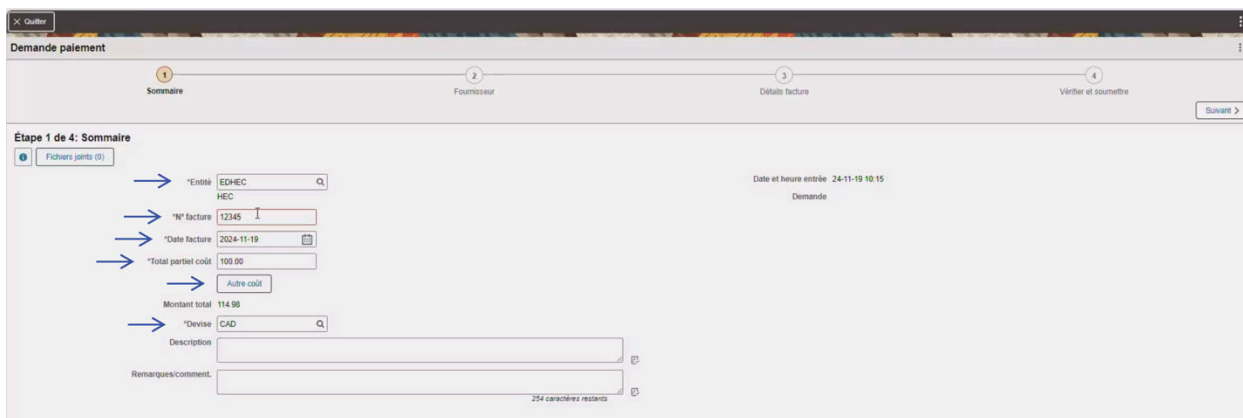 × Quitter
Demande paiement
1 2 3 4
Sommaire Fournisseur Détails facture Vérifier et soumettre
Suivant >
Étape 1 de 4: Sommaire
Fichiers joints (0)
*Entité EDHEC Date et heure entrée 24-11-19 10:15
HEC Demande
*N° facture 12345
*Date facture 2024-11-19
*Total partiel coût 100.00
Autre coût
Montant total 114.98
*Devise CAD
Description
Remarques/comment.
254 caractères restants